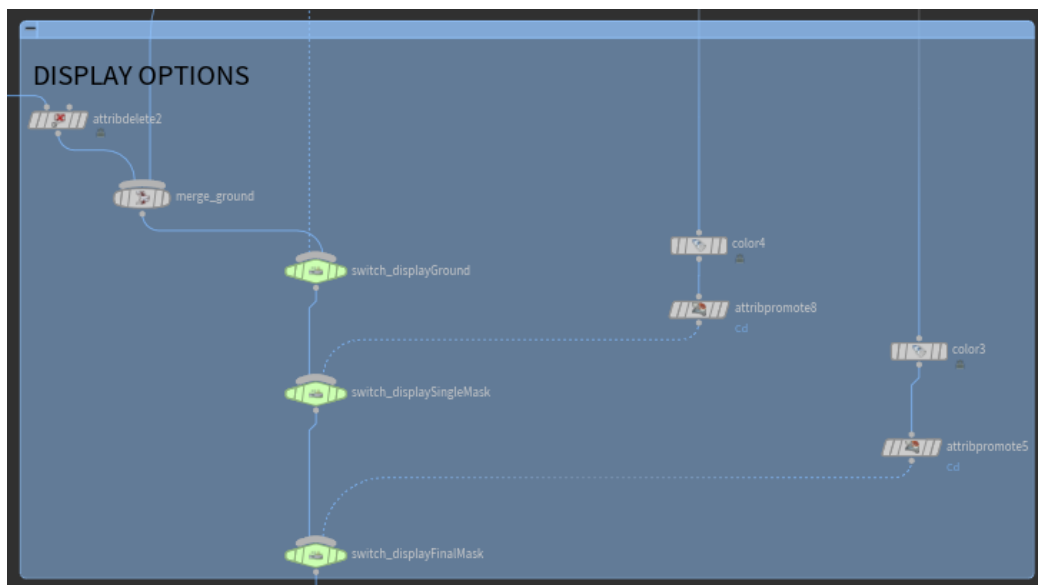 DISPLAY OPTIONS
attribdelete2
merge_ground
switch_displayGround
color4
attribpromote8
Cd
color3
switch_displaySingleMask
attribpromote5
Cd
switch_displayFinalMask